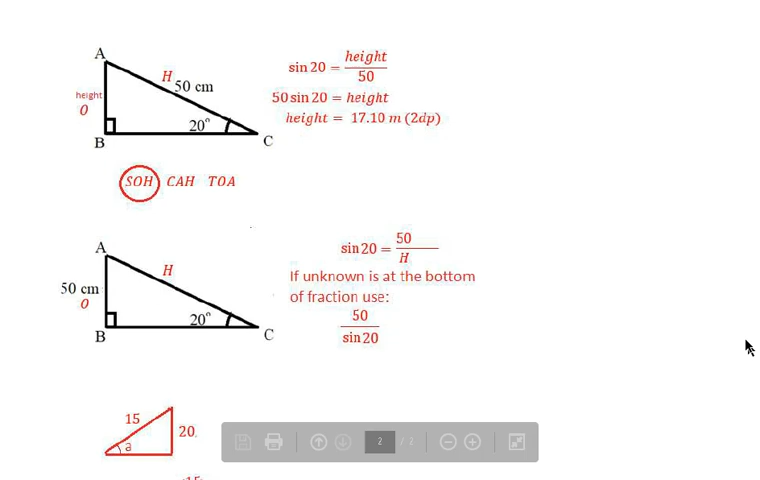 A
H
50 cm
height
O
20°
B
C
sin 20 = height / 50
50 sin 20 = height
height = 17.10 m (2dp)
SOH CAH TOA
A
H
50 cm
O
20°
B
C
sin 20 = 50 / H
If unknown is at the bottom
of fraction use:
50 / sin 20
15
20.
a
2 / 2